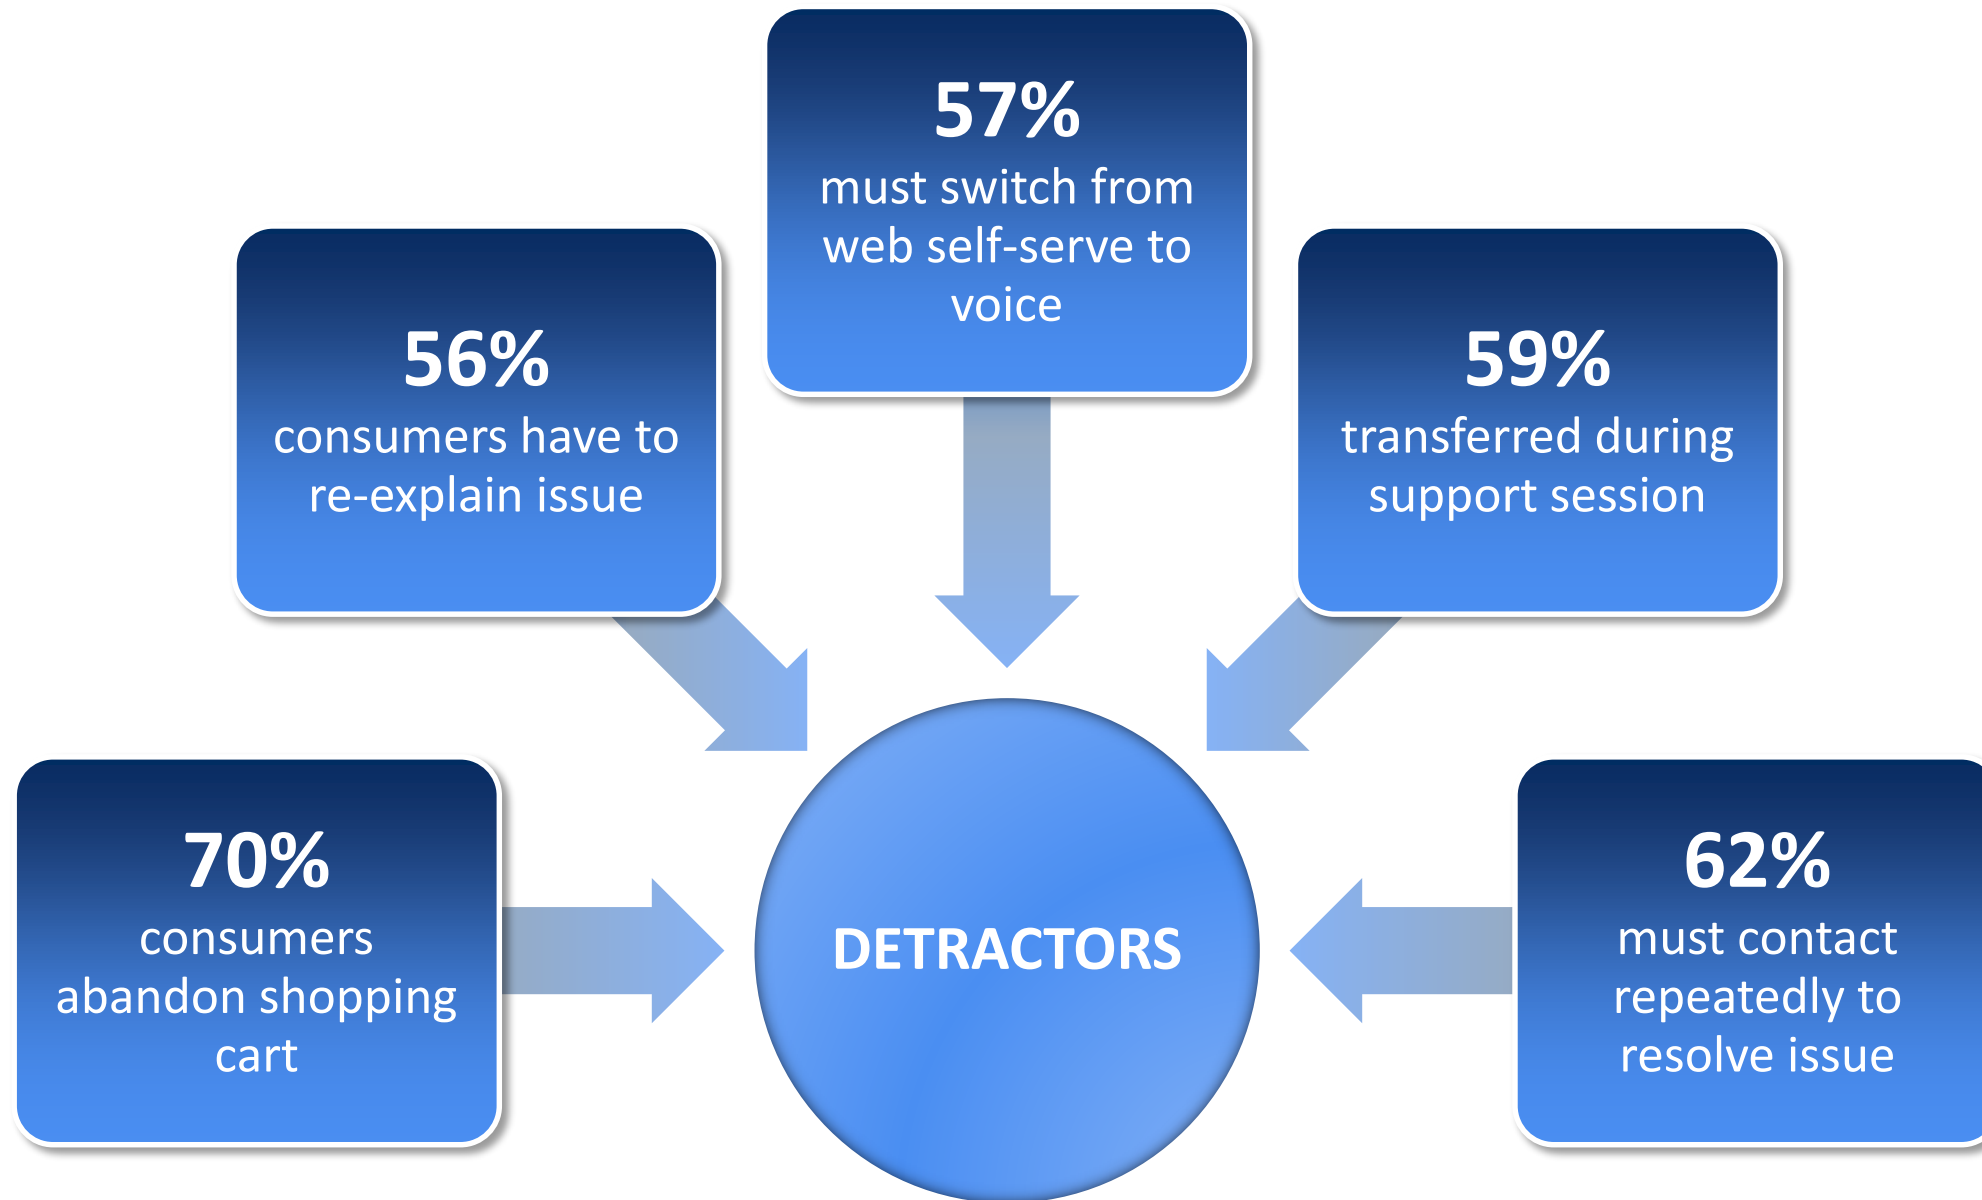 57%
must switch from
web self-serve to
voice
56%
consumers have to
re-explain issue
59%
transferred during
support session
70%
consumers
abandon shopping
cart
DETRACTORS
62%
must contact
repeatedly to
resolve issue